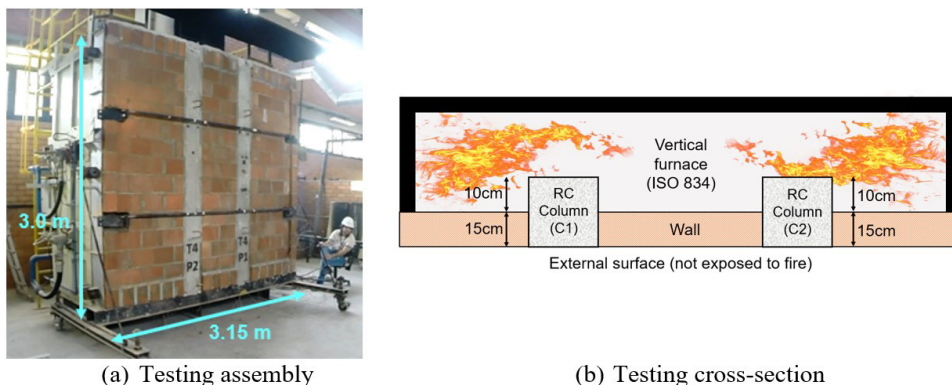 3.0 m
T4
P2
T4
P1
3.15 m
(a) Testing assembly
Vertical
furnace
(ISO 834)
10cm
RC
Column
(C1)
15cm
Wall
RC
Column
(C2)
10cm
15cm
External surface (not exposed to fire)
(b) Testing cross-section